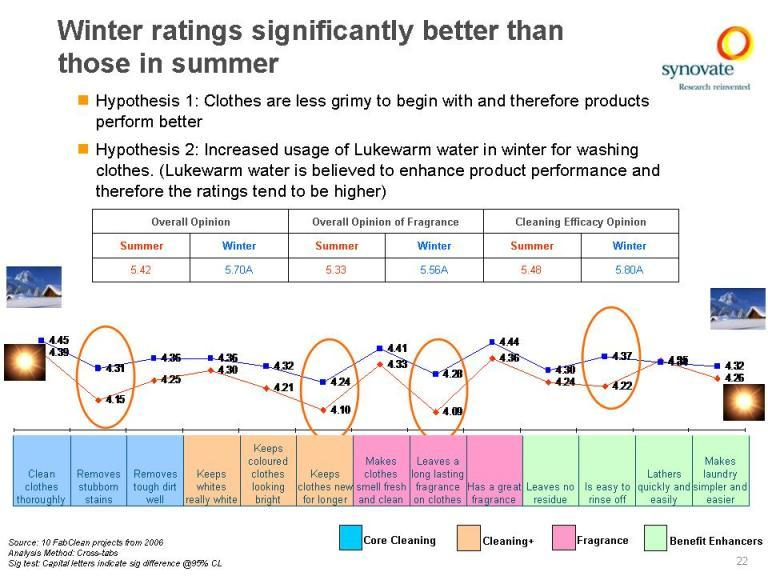 Winter ratings significantly better than
those in summer
synovate
Research reinvented
Hypothesis 1: Clothes are less grimy to begin with and therefore products
perform better
Hypothesis 2: Increased usage of Lukewarm water in winter for washing
clothes. (Lukewarm water is believed to enhance product performance and
therefore the ratings tend to be higher)
Overall Opinion Overall Opinion of Fragrance Cleaning Efficacy Opinion
Summer Winter Summer Winter Summer Winter
5.42 5.70A 5.33 5.56A 5.48 5.80A
4.45 4.31 4.36 4.36 4.32 4.24 4.41 4.28 4.44 4.30 4.37 4.32
4.39 4.15 4.25 4.30 4.21 4.10 4.33 4.09 4.36 4.24 4.22 4.26
Clean
clothes
thoroughly
Removes
stubborn
stains
Removes
tough dirt
well
Keeps
whites
really white
Keeps
coloured
clothes
looking
bright
Keeps
clothes new
for longer
Makes
clothes
smell fresh
and clean
Leaves a
long lasting
fragrance
on clothes
Has a great
fragrance
Leaves no
residue
Is easy to
rinse off
Lathers
quickly and
easily
Makes
laundry
simpler and
easier
Core Cleaning
Cleaning+
Fragrance
Benefit Enhancers
Source: 10 FabClean projects from 2006
Analysis Method: Cross-tabs
Sig test: Capital letters indicate sig difference @95% CL
22